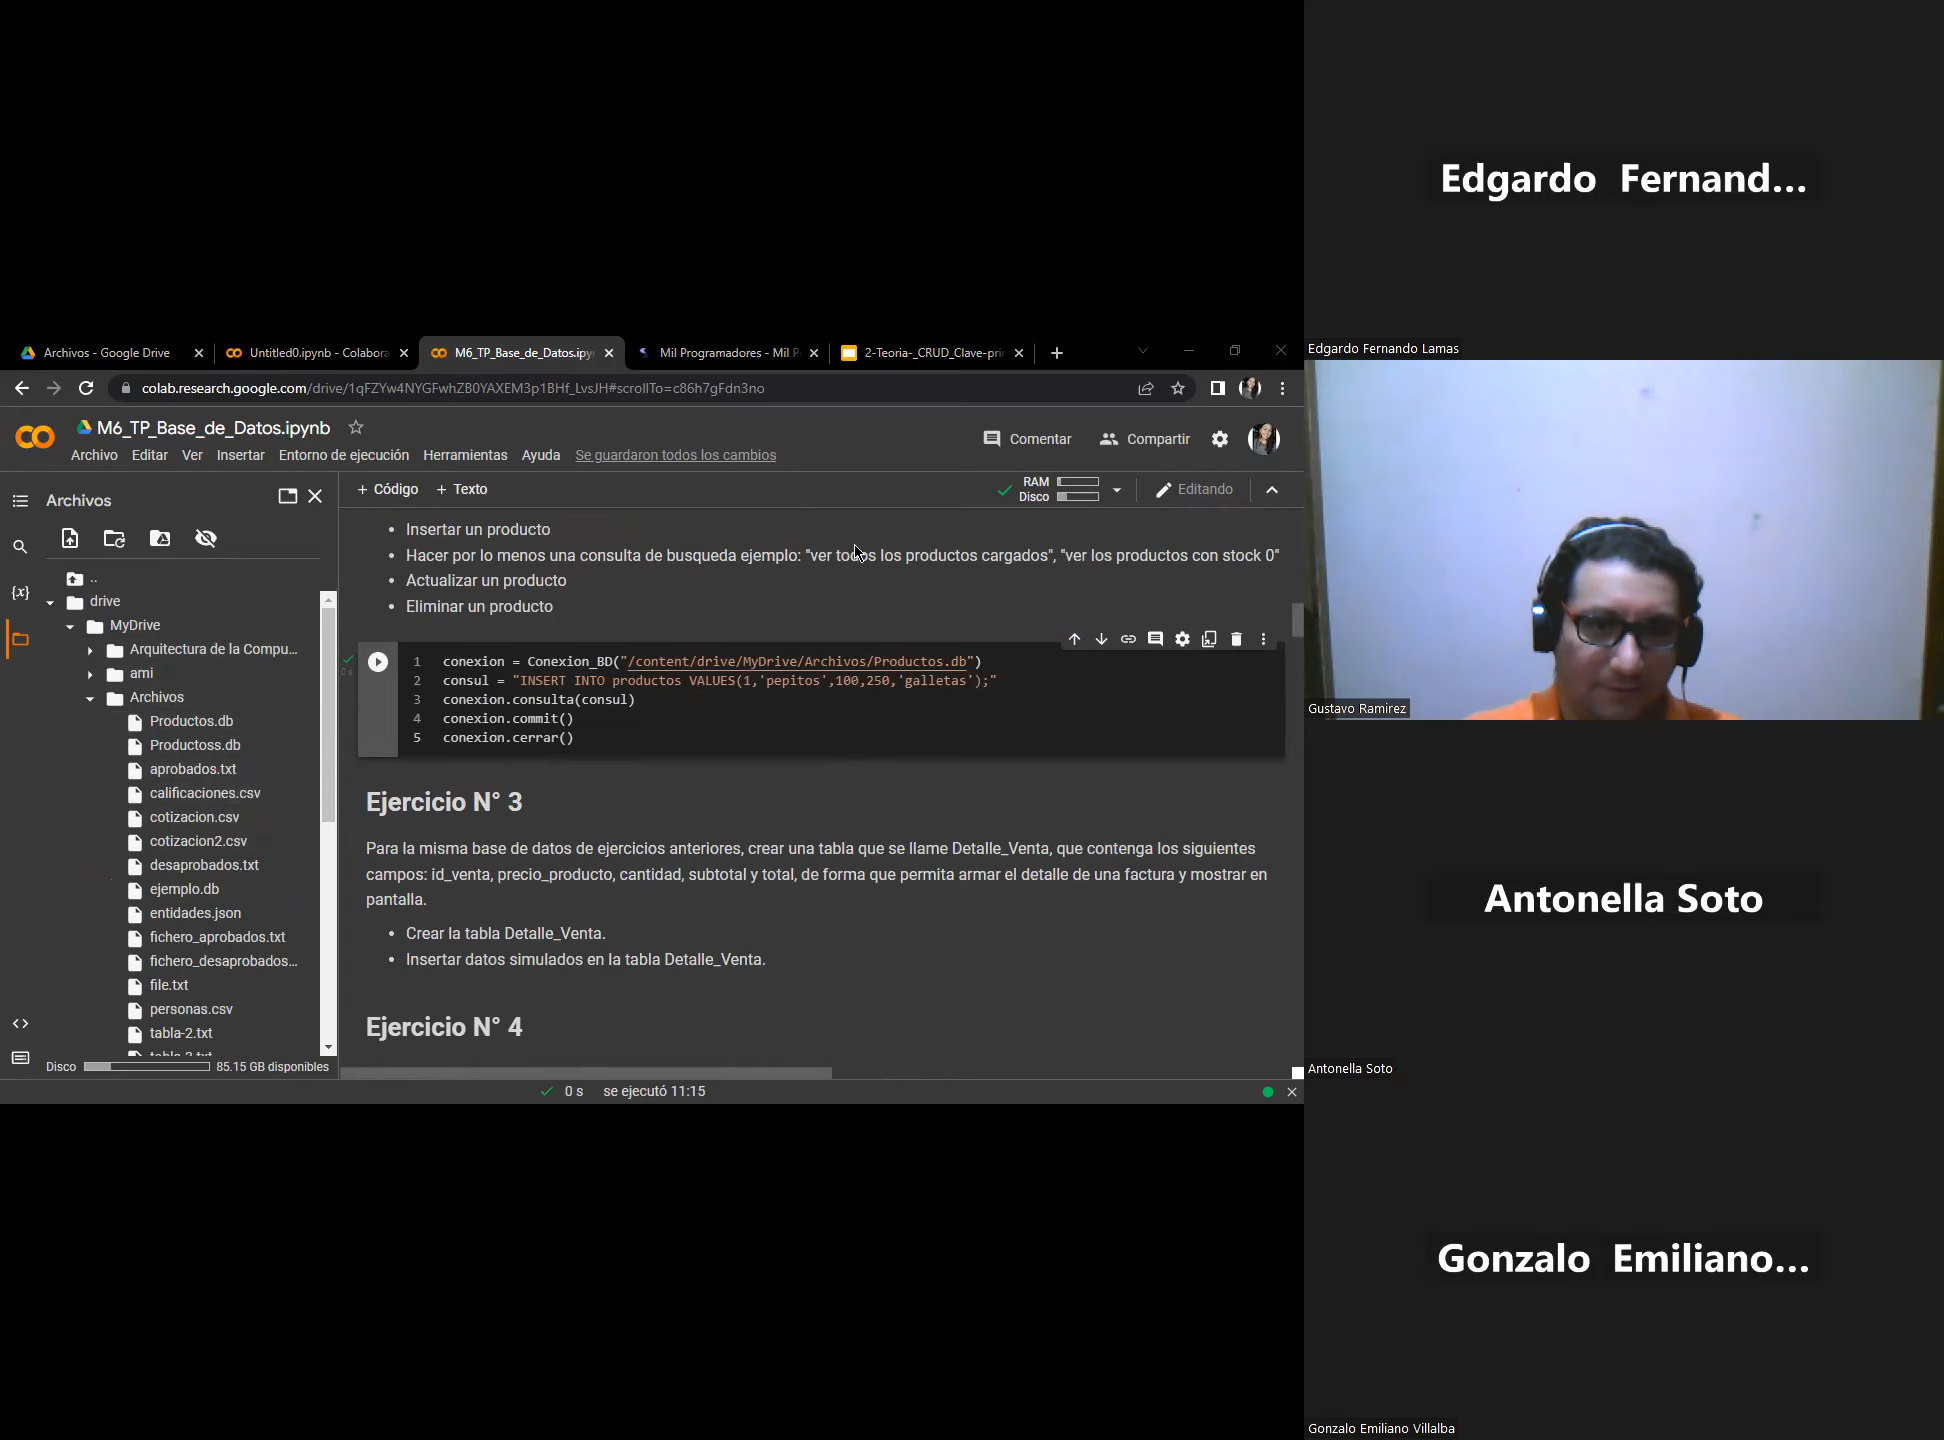 Archivos - Google Drive
Untitled0.ipynb - Colabora
M6_TP_Base_de_Datos.ipy
Mil Programadores - Mil P
2-Teoria-_CRUD_Clave-pri
colab.research.google.com/drive/1qFZYw4NYGFwhZB0YAXEM3p1BHf_LvsJH#scrollTo=c86h7gFdn3no
M6_TP_Base_de_Datos.ipynb
Comentar
Compartir
Archivo Editar Ver Insertar Entorno de ejecución Herramientas Ayuda Se guardaron todos los cambios
Archivos
+ Código + Texto
RAM
Disco
Editando
..
drive
MyDrive
Arquitectura de la Compu...
ami
Archivos
Productos.db
Productoss.db
aprobados.txt
calificaciones.csv
cotizacion.csv
cotizacion2.csv
desaprobados.txt
ejemplo.db
entidades.json
fichero_aprobados.txt
fichero_desaprobados...
file.txt
personas.csv
tabla-2.txt
Disco 85.15 GB disponibles
• Insertar un producto
• Hacer por lo menos una consulta de busqueda ejemplo: "ver todos los productos cargados", "ver los productos con stock 0"
• Actualizar un producto
• Eliminar un producto
1 conexion = Conexion_BD("/content/drive/MyDrive/Archivos/Productos.db")
2 consul = "INSERT INTO productos VALUES(1,'pepitos',100,250,'galletas');"
3 conexion.consulta(consul)
4 conexion.commit()
5 conexion.cerrar()
Ejercicio N° 3
Para la misma base de datos de ejercicios anteriores, crear una tabla que se llame Detalle_Venta, que contenga los siguientes
campos: id_venta, precio_producto, cantidad, subtotal y total, de forma que permita armar el detalle de una factura y mostrar en
pantalla.
• Crear la tabla Detalle_Venta.
• Insertar datos simulados en la tabla Detalle_Venta.
Ejercicio N° 4
0 s se ejecutó 11:15
Edgardo Fernand...
Edgardo Fernando Lamas
Gustavo Ramirez
Antonella Soto
Antonella Soto
Gonzalo Emiliano...
Gonzalo Emiliano Villalba